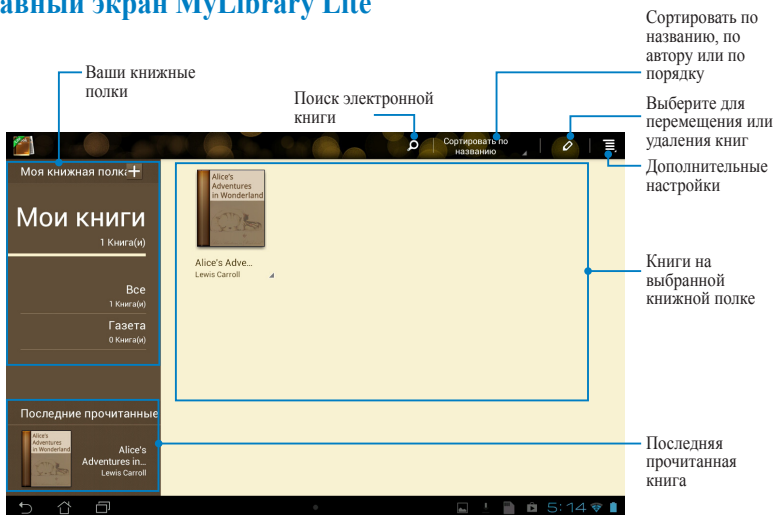 авный экран MyLibrary Lite
Сортировать по
названию, по
автору или по
порядку
Ваши книжные
полки
Поиск электронной
книги
Выберите для
перемещения или
удаления книг
Дополнительные
настройки
Сортировать по
названию
Моя книжная полка
Мои книги
1 Книга(и)
Все
1 Книга(и)
Газета
0 Книга(и)
Alice's
Adventures
in Wonderland
Alice's Adve...
Lewis Carroll
Книги на
выбранной
книжной полке
Последние прочитанные
Alice's
Adventures
in Wonderland
Alice's
Adventures in...
Lewis Carroll
Последняя
прочитанная
книга
5:14